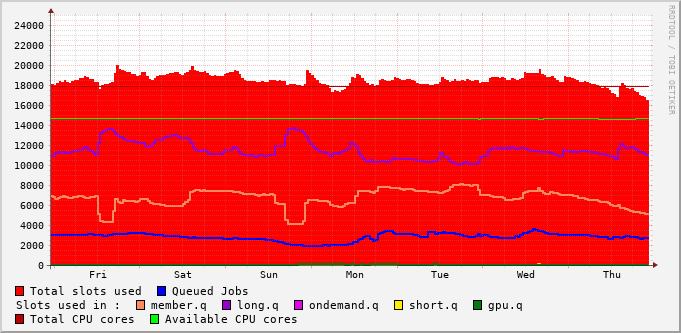 24000
22000
20000
18000
16000
14000
12000
10000
8000
6000
4000
2000
0
Fri Sat Sun Mon Tue Wed Thu
Total slots used Queued Jobs
Slots used in : member.q long.q ondemand.q short.q gpu.q
Total CPU cores Available CPU cores
RRDTOOL / TOBI OETIKER